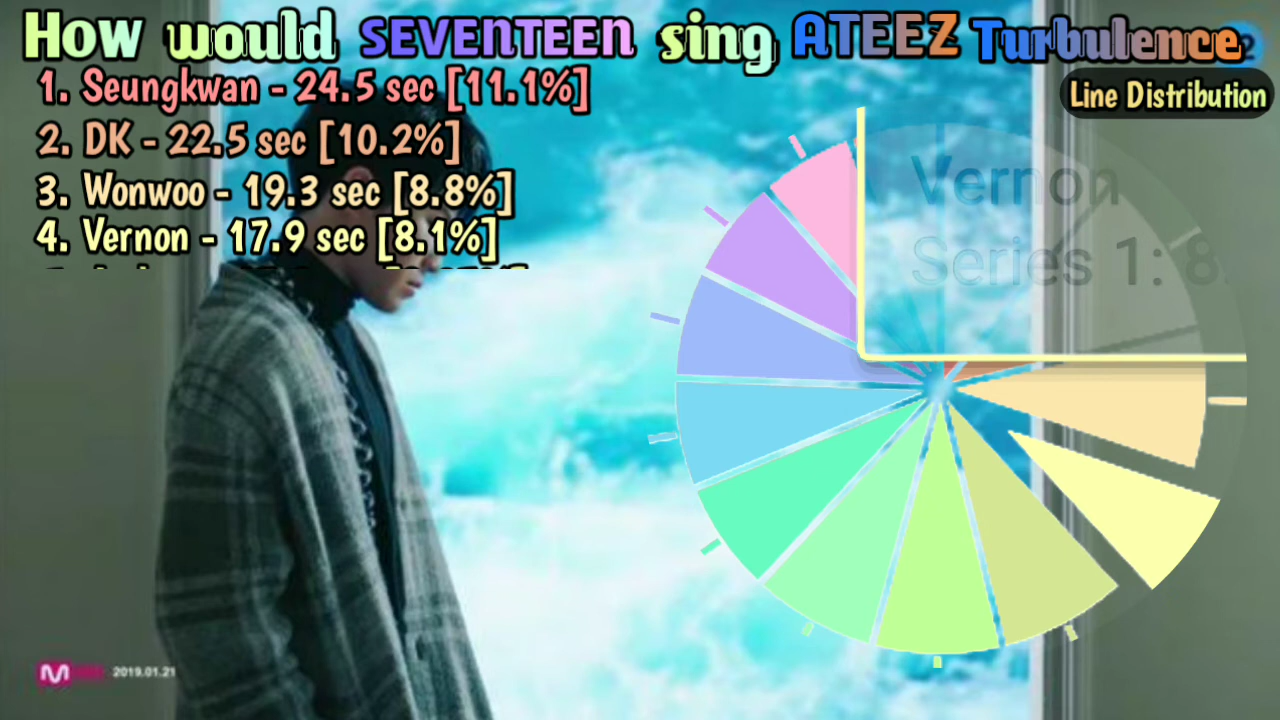 How would SEVENTEEN sing ATEEZ Turbulence
1. Seungkwan - 24.5 sec [11.1%]
Line Distribution
2. DK - 22.5 sec [10.2%]
3. Wonwoo - 19.3 sec [8.8%]
4. Vernon - 17.9 sec [8.1%]
Vernon
Series 1: 8
M
2019.01.21